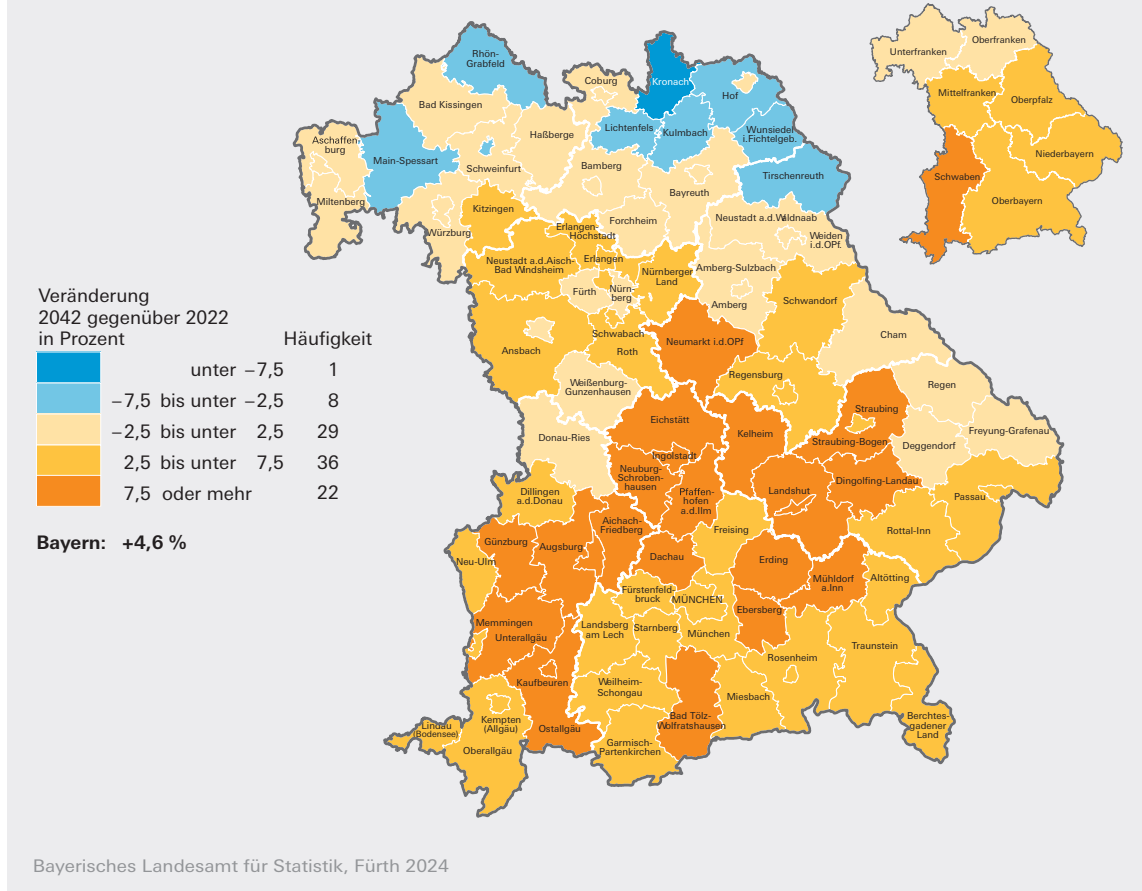 Rhön-
Grabfeld
Coburg
Kronach
Hof
Bad Kissingen
Lichtenfels
Kulmbach
Wunsiedel
i.Fichtelgeb.
Haßberge
Aschaffen-
burg
Main-Spessart
Schweinfurt
Bamberg
Bayreuth
Tirschenreuth
Miltenberg
Würzburg
Kitzingen
Forchheim
Erlangen-
Höchstadt
Neustadt a.d.Waldnaab
Weiden
i.d.OPf.
Neustadt a.d.Aisch-
Bad Windsheim
Erlangen
Nürnberger
Land
Amberg-Sulzbach
Fürth
Nürn-
berg
Amberg
Schwandorf
Ansbach
Schwabach
Roth
Neumarkt i.d.OPf
Cham
Weißenburg-
Gunzenhausen
Regensburg
Regen
Eichstätt
Straubing
Donau-Ries
Kelheim
Straubing-Bogen
Deggendorf
Freyung-Grafenau
Ingolstadt
Neuburg-
Schroben-
hausen
Pfaffen-
hofen
a.d.Ilm
Landshut
Dingolfing-Landau
Passau
Dillingen
a.d.Donau
Aichach-
Friedberg
Freising
Rottal-Inn
Günzburg
Augsburg
Neu-Ulm
Dachau
Erding
Mühldorf
a.Inn
Altötting
Fürstenfeld-
bruck
MÜNCHEN
Ebersberg
Memmingen
Unterallgäu
Landsberg
am Lech
Starnberg
München
Rosenheim
Traunstein
Kaufbeuren
Weilheim-
Schongau
Miesbach
Bad Tölz-
Wolfratshausen
Berchtes-
gadener
Land
Lindau
(Bodensee)
Kempten
(Allgäu)
Ostallgäu
Oberallgäu
Garmisch-
Partenkirchen
Unterfranken
Oberfranken
Mittelfranken
Oberpfalz
Schwaben
Niederbayern
Oberbayern
Veränderung
2042 gegenüber 2022
in Prozent Häufigkeit
unter −7,5 1
−7,5 bis unter −2,5 8
−2,5 bis unter 2,5 29
2,5 bis unter 7,5 36
7,5 oder mehr 22
Bayern: +4,6 %
Bayerisches Landesamt für Statistik, Fürth 2024